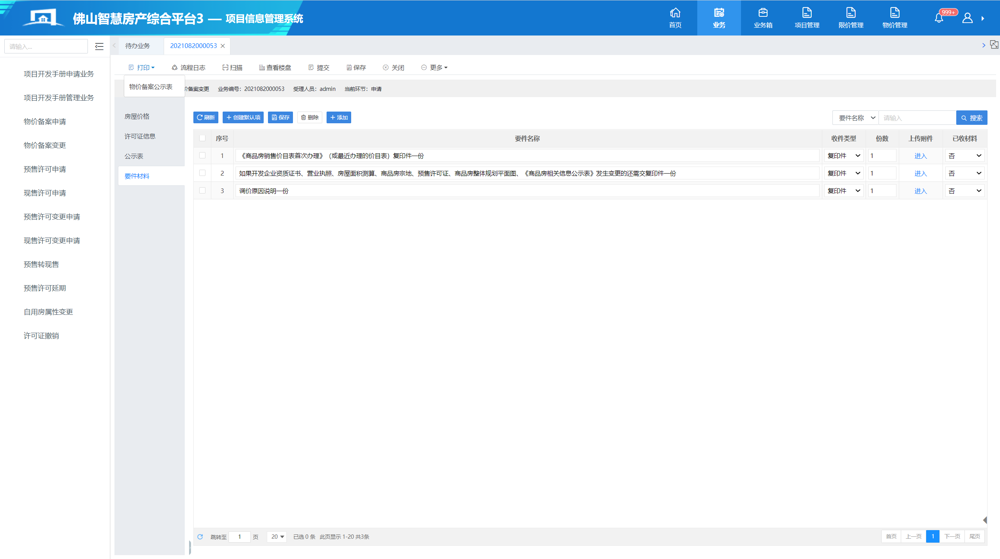 佛山智慧房产综合平台3 — 项目信息管理系统
首页
业务
业务箱
项目管理
限价管理
物价管理
999+
请输入...
待办业务
2021082000053
项目开发手册申请业务
项目开发手册管理业务
物价备案申请
物价备案变更
预售许可申请
现售许可申请
预售许可变更申请
现售许可变更申请
预售转现售
预售许可延期
自用房属性变更
许可证撤销
打印 流程日志 扫描 查看楼盘 提交 保存 关闭 更多
物价备案公示表
备案变更 业务编号：2021082000053 受理人员：admin 当前环节：申请
房屋价格
许可证信息
公示表
要件材料
刷新 创建默认项 保存 删除 添加
要件名称 请输入 搜索
序号 要件名称 收件类型 份数 上传附件 已收材料
1 《商品房销售价目表首次办理》（或最近办理的价目表）复印件一份 复印件 1 进入 否
2 如果开发企业资质证书、营业执照、房屋面积测算、商品房宗地、预售许可证、商品房整体规划平面图、《商品房相关信息公示表》发生变更的还需交复印件一份 复印件 1 进入 否
3 调价原因说明一份 复印件 1 进入 否
跳转至 1 页 20 已选 0 条 此页显示 1-20 共3条
首页 上一页 1 下一页 尾页